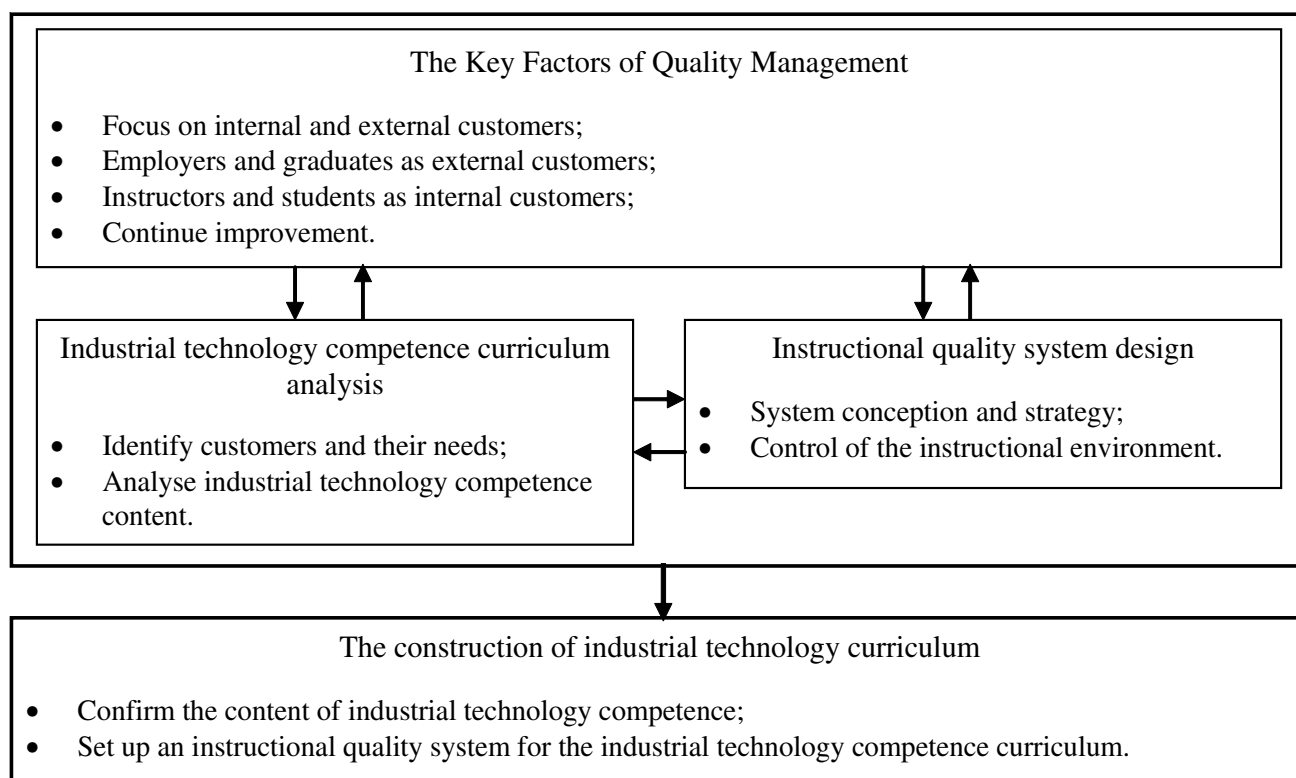 The Key Factors of Quality Management
• Focus on internal and external customers;
• Employers and graduates as external customers;
• Instructors and students as internal customers;
• Continue improvement.
Industrial technology competence curriculum
analysis
• Identify customers and their needs;
• Analyse industrial technology competence
content.
Instructional quality system design
• System conception and strategy;
• Control of the instructional environment.
The construction of industrial technology curriculum
• Confirm the content of industrial technology competence;
• Set up an instructional quality system for the industrial technology competence curriculum.